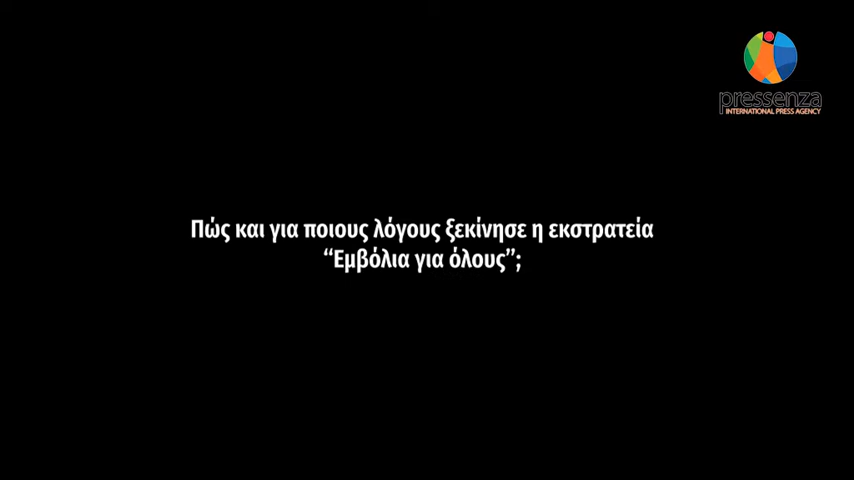 pressenza
INTERNATIONAL PRESS AGENCY
Πώς και για ποιους λόγους ξεκίνησε η εκστρατεία
“Εμβόλια για όλους”;